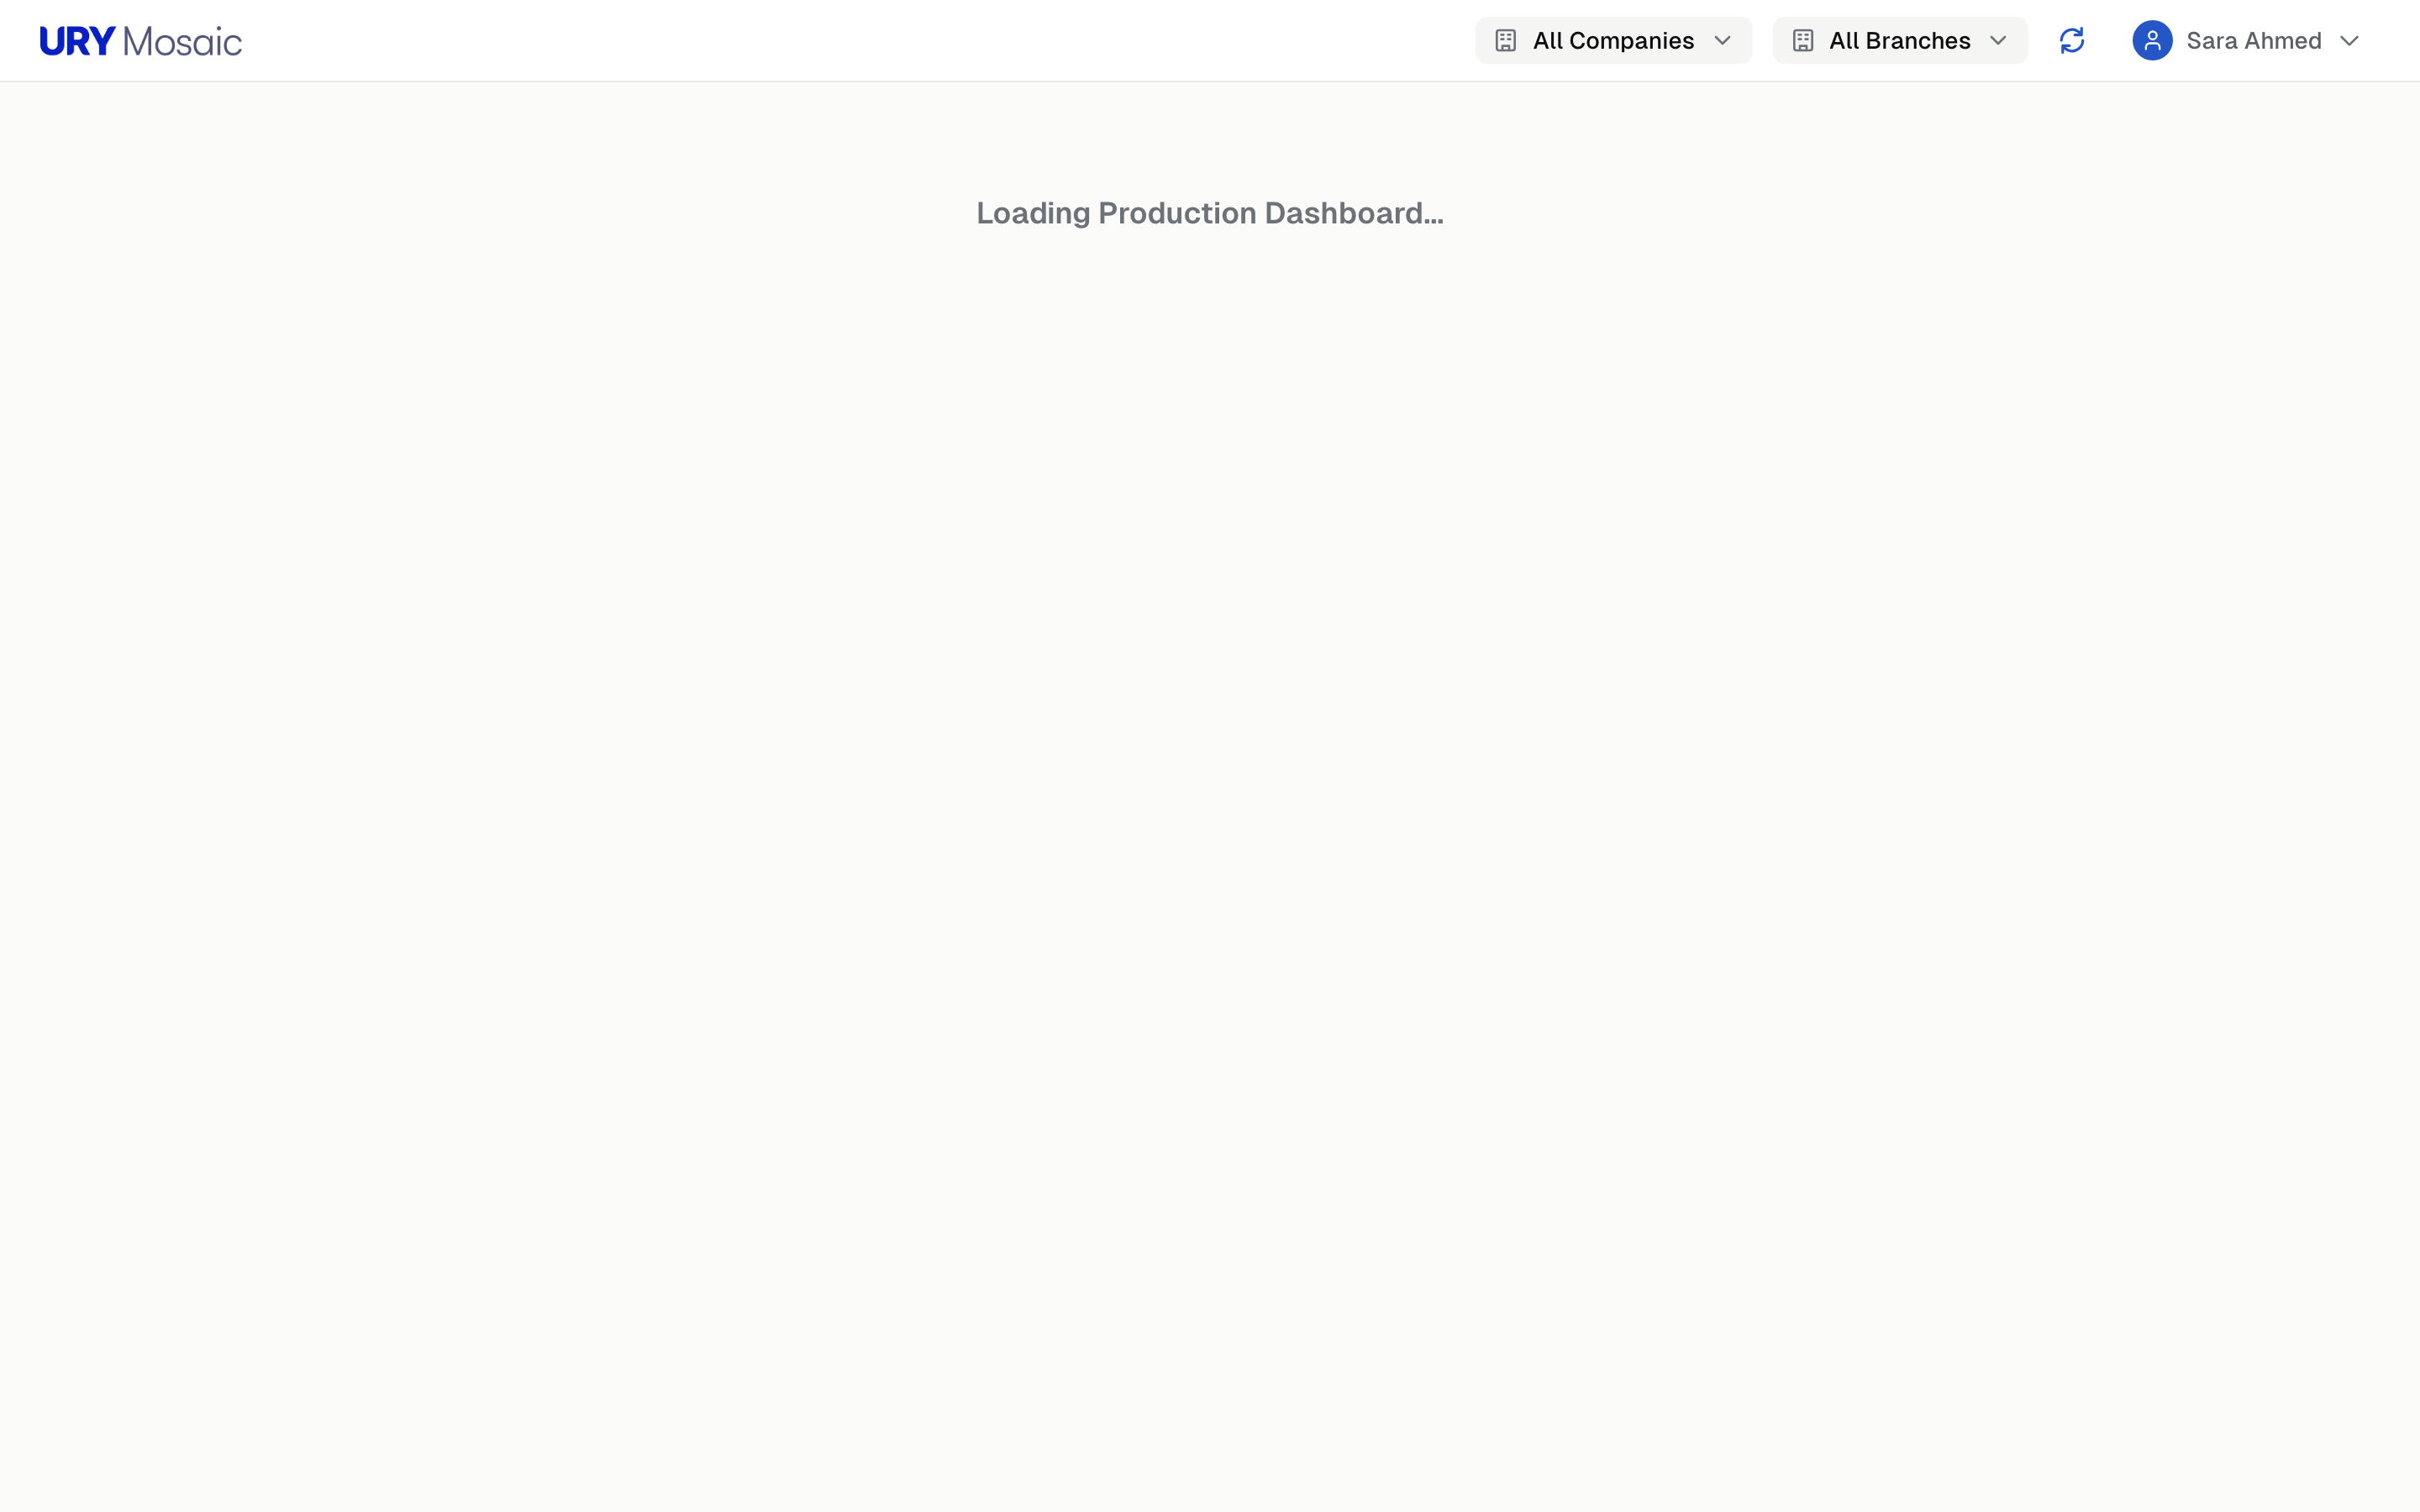 URY Mosaic
All Companies
All Branches
Sara Ahmed
Loading Production Dashboard...